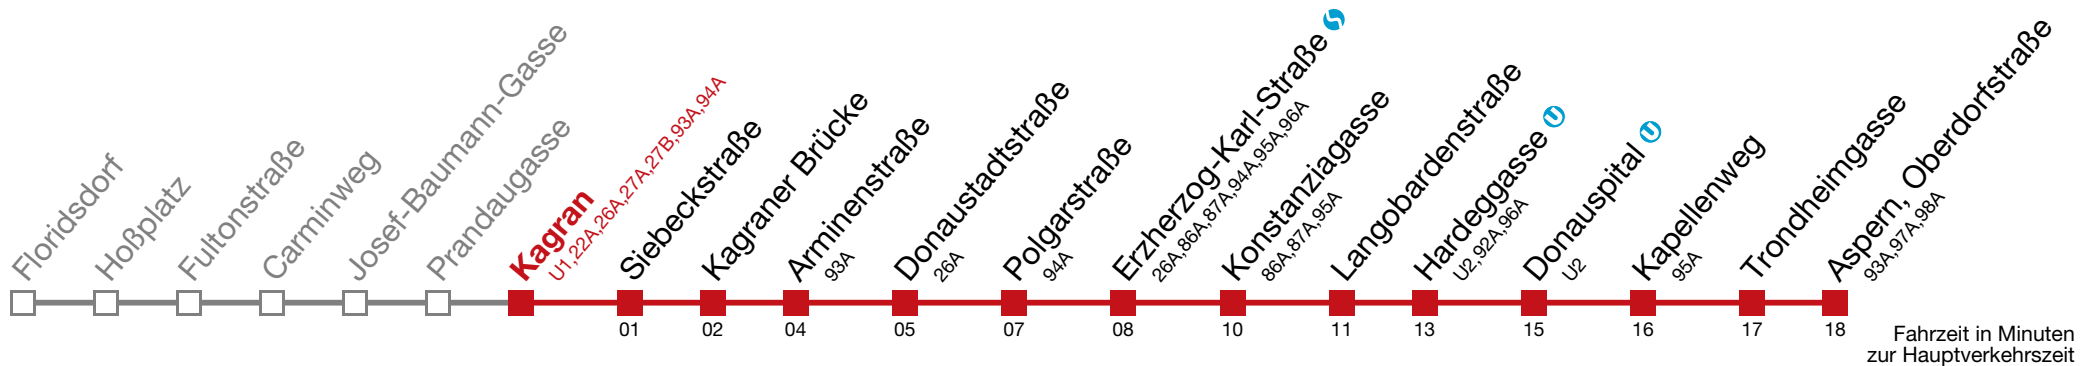 Floridsdorf
Hoßplatz
Fultonstraße
Carminweg
Josef-Baumann-Gasse
Prandaugasse
Kagran
U1,22A,26A,27A,27B,93A,94A
Siebeckstraße
01
Kagraner Brücke
02
Arminenstraße
93A
04
Donaustadtstraße
26A
05
Polgarstraße
94A
07
Erzherzog-Karl-Straße
26A,86A,87A,94A,95A,96A
08
Konstanziagasse
86A,87A,95A
10
Langobardenstraße
11
Hardeggasse U
U2,92A,96A
13
Donauspital U
U2
15
Kapellenweg
95A
16
Trondheimgasse
17
Aspern, Oberdorfstraße
93A,97A,98A
18
Fahrzeit in Minuten
zur Hauptverkehrszeit